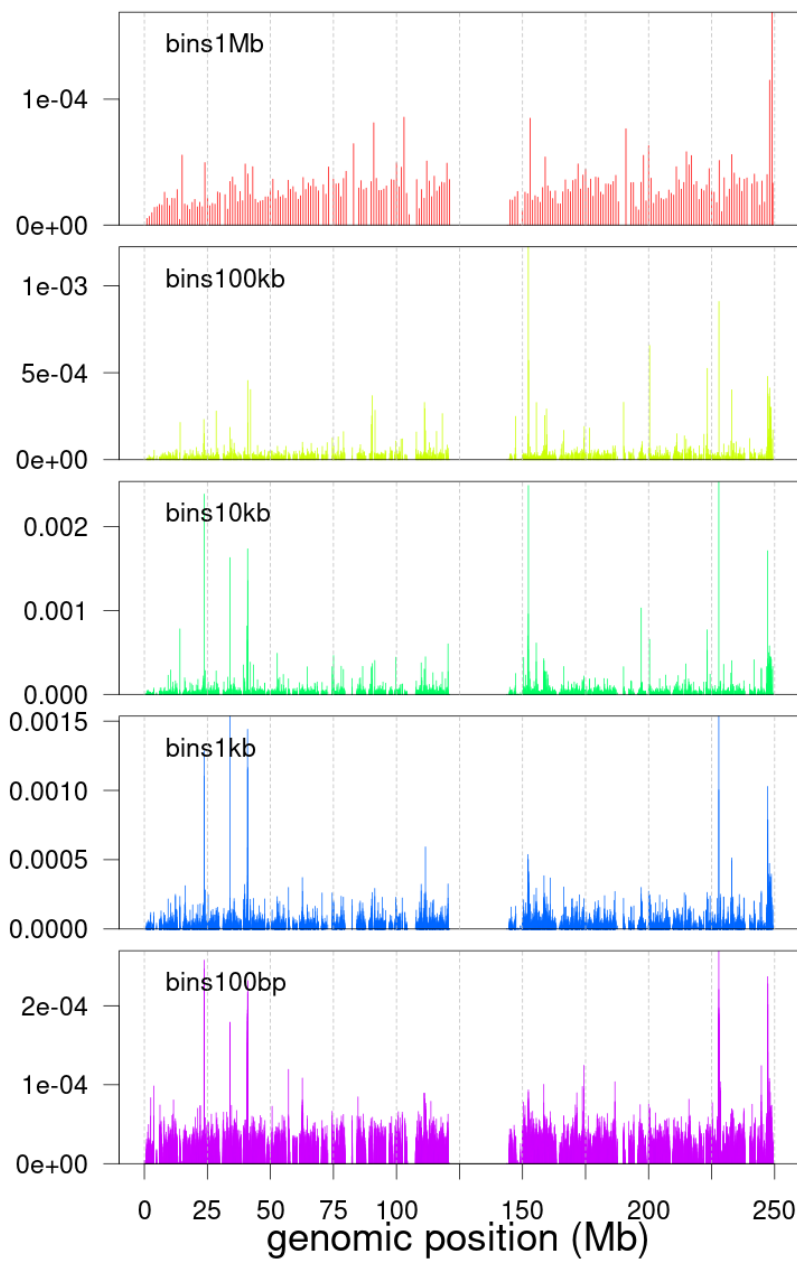 bins1Mb
1e-04
0e+00
bins100kb
1e-03
5e-04
0e+00
bins10kb
0.002
0.001
0.000
bins1kb
0.0015
0.0010
0.0005
0.0000
bins100bp
2e-04
1e-04
0e+00
0 25 50 75 100 150 200 250
genomic position (Mb)